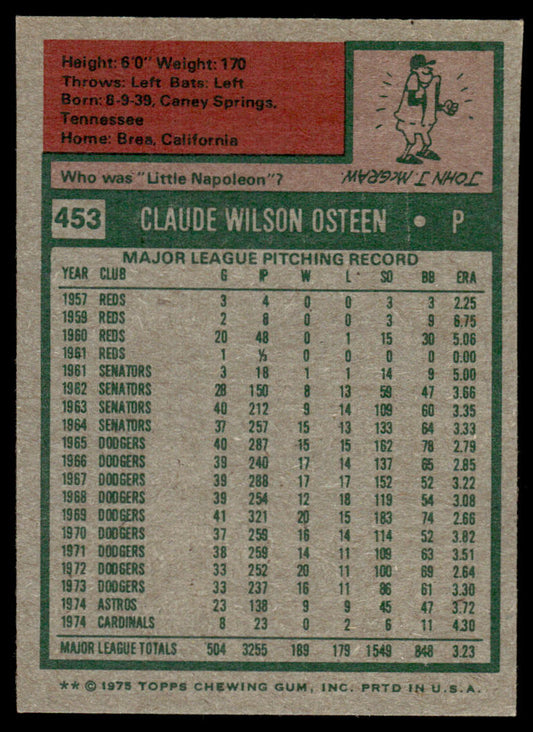 Height: 6'0" Weight: 170
Throws: Left Bats: Left
Born: 8-9-39, Caney Springs,
Tennessee
Home: Brea, California
JOHN J. McGRAW
Who was "Little Napoleon"?
453 CLAUDE WILSON OSTEEN • P
MAJOR LEAGUE PITCHING RECORD
YEAR CLUB G IP W L SO BB ERA
1957 REDS 3 4 0 0 3 3 2.25
1959 REDS 2 8 0 0 3 9 6.75
1960 REDS 20 48 0 1 15 30 5.06
1961 REDS 1 ⅓ 0 0 0 0 0.00
1961 SENATORS 3 18 1 1 14 9 5.00
1962 SENATORS 28 150 8 13 59 47 3.66
1963 SENATORS 40 212 9 14 109 60 3.35
1964 SENATORS 37 257 15 13 133 64 3.33
1965 DODGERS 40 287 15 15 162 78 2.79
1966 DODGERS 39 240 17 14 137 65 2.85
1967 DODGERS 39 288 17 17 152 52 3.22
1968 DODGERS 39 254 12 18 119 54 3.08
1969 DODGERS 41 321 20 15 183 74 2.66
1970 DODGERS 37 259 16 14 114 52 3.82
1971 DODGERS 38 259 14 11 109 63 3.51
1972 DODGERS 33 252 20 11 100 69 2.64
1973 DODGERS 33 237 16 11 86 61 3.30
1974 ASTROS 23 138 9 9 45 47 3.72
1974 CARDINALS 8 23 0 2 6 11 4.30
MAJOR LEAGUE TOTALS 504 3255 189 179 1549 848 3.23
** © 1975 TOPPS CHEWING GUM, INC. PRTD IN U.S.A.